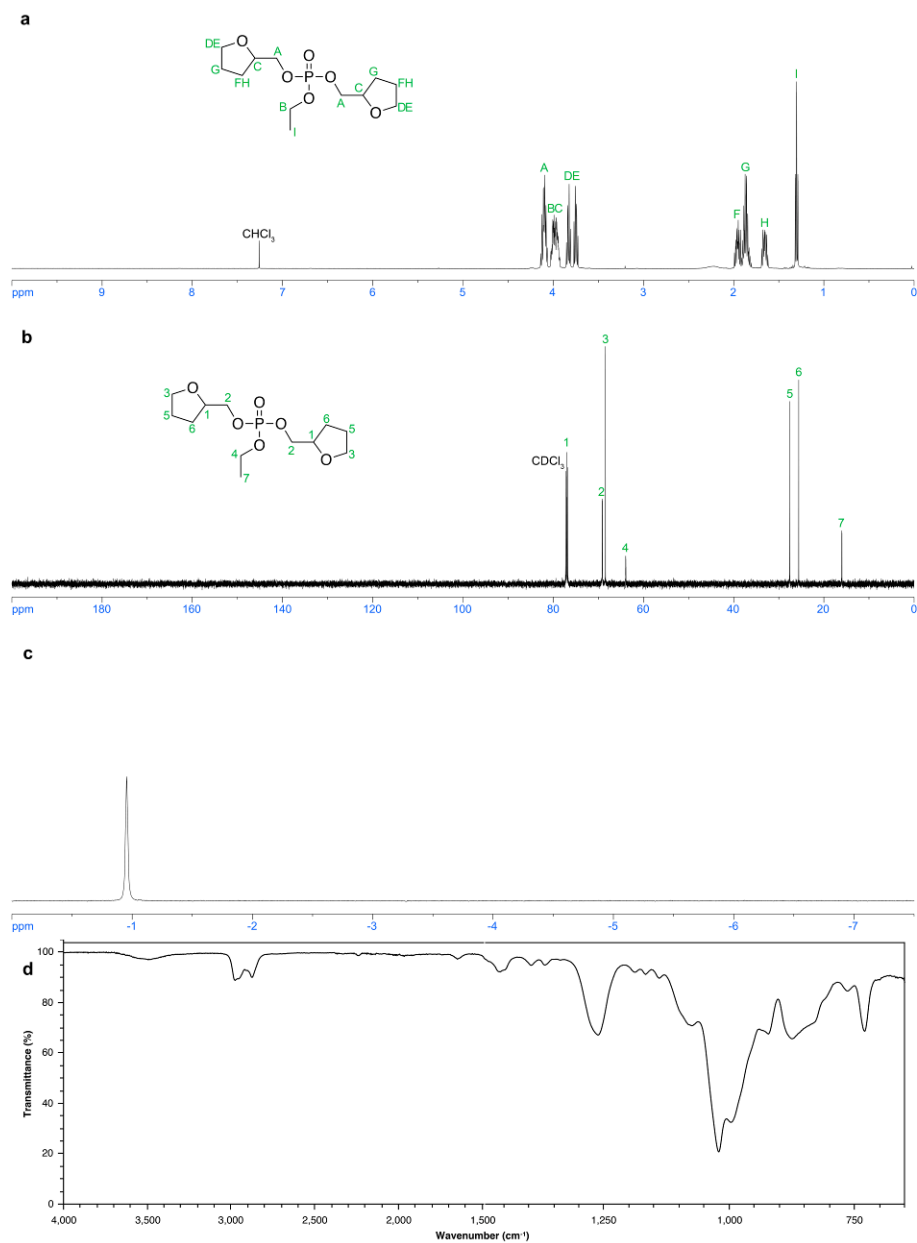 a
DE O A O G
G C O P O C FH
FH O A O DE
B
I
A
BC
DE
F
G
H
I
CHCl3
ppm 9 8 7 6 5 4 3 2 1 0
b
3 O 2 O 6
5 1 O P O 1 5
6 O 2 O 3
4
7
CDCl3
1
2
3
4
5
6
7
ppm 180 160 140 120 100 80 60 40 20 0
c
ppm -1 -2 -3 -4 -5 -6 -7
d
Transmittance (%)
100
80
60
40
20
0
4,000 3,500 3,000 2,500 2,000 1,500 1,250 1,000 750
Wavenumber (cm⁻¹)